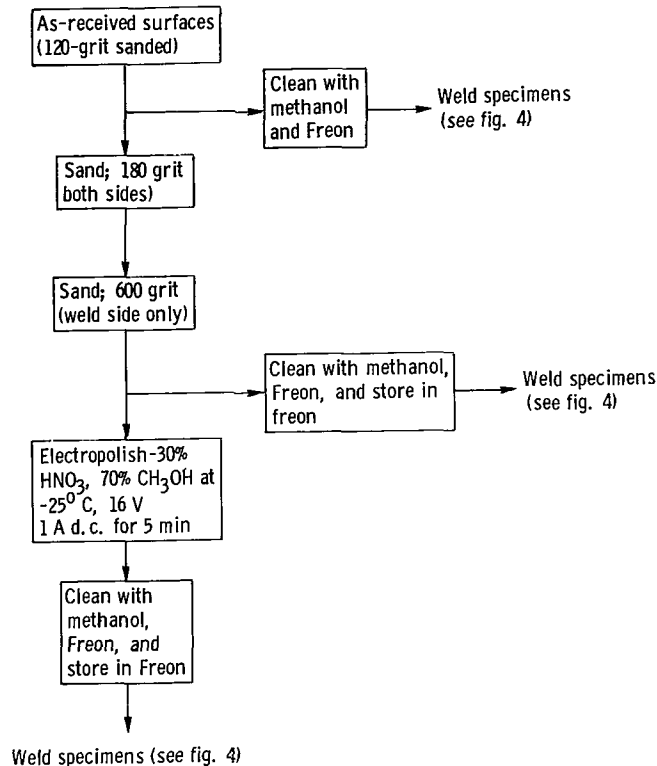 As-received surfaces
(120-grit sanded)
Clean with
methanol
and Freon
Weld specimens
(see fig. 4)
Sand; 180 grit
both sides)
Sand; 600 grit
(weld side only)
Clean with methanol,
Freon, and store in
freon
Weld specimens
(see fig. 4)
Electropolish-30%
HNO₃, 70% CH₃OH at
-25⁰ C, 16 V
1 A d. c. for 5 min
Clean with
methanol,
Freon, and
store in Freon
Weld specimens (see fig. 4)